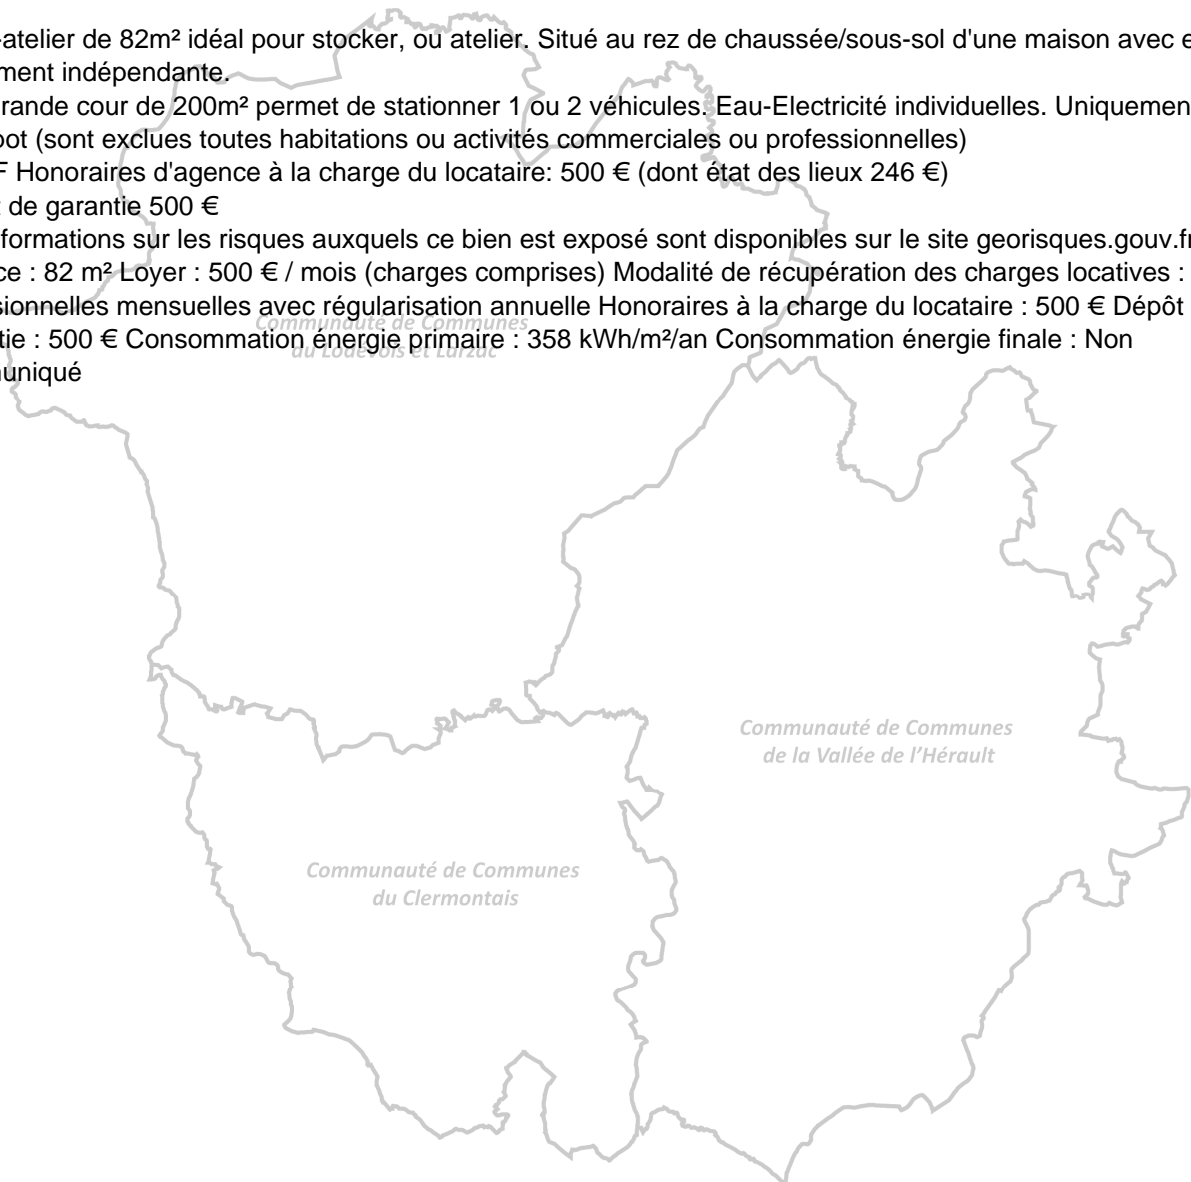 -atelier de 82m² idéal pour stocker, ou atelier. Situé au rez de chaussée/sous-sol d'une maison avec e
ment indépendante.
rande cour de 200m² permet de stationner 1 ou 2 véhicules. Eau-Electricité individuelles. Uniquemen
oot (sont exclues toutes habitations ou activités commerciales ou professionnelles)
F Honoraires d'agence à la charge du locataire: 500 € (dont état des lieux 246 €)
t de garantie 500 €
formations sur les risques auxquels ce bien est exposé sont disponibles sur le site georisques.gouv.fr
ce : 82 m² Loyer : 500 € / mois (charges comprises) Modalité de récupération des charges locatives :
sionnelles mensuelles avec régularisation annuelle Honoraires à la charge du locataire : 500 € Dépôt
Communauté de Communes
tie : 500 € Consommation énergie primaire : 358 kWh/m²/an Consommation énergie finale : Non
du Lodévois et Larzac
uniqué
Communauté de Communes
de la Vallée de l'Hérault
Communauté de Communes
du Clermontais